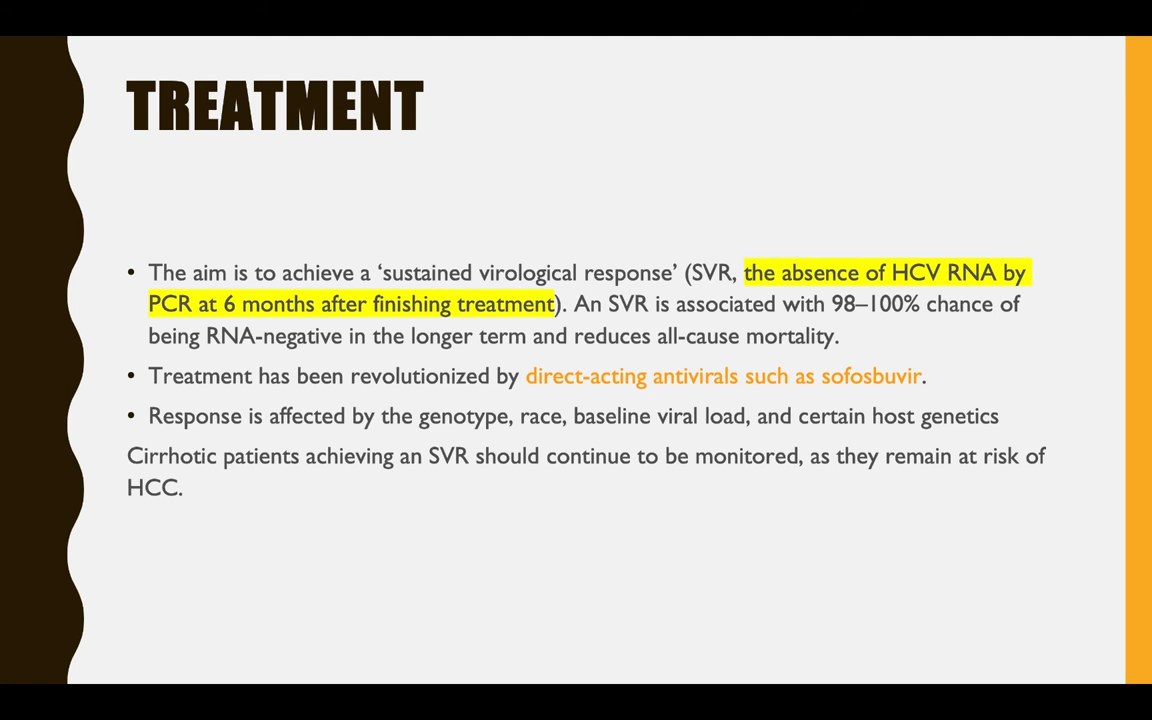 TREATMENT
• The aim is to achieve a ‘sustained virological response’ (SVR, the absence of HCV RNA by
PCR at 6 months after finishing treatment). An SVR is associated with 98–100% chance of
being RNA-negative in the longer term and reduces all-cause mortality.
• Treatment has been revolutionized by direct-acting antivirals such as sofosbuvir.
• Response is affected by the genotype, race, baseline viral load, and certain host genetics
Cirrhotic patients achieving an SVR should continue to be monitored, as they remain at risk of
HCC.